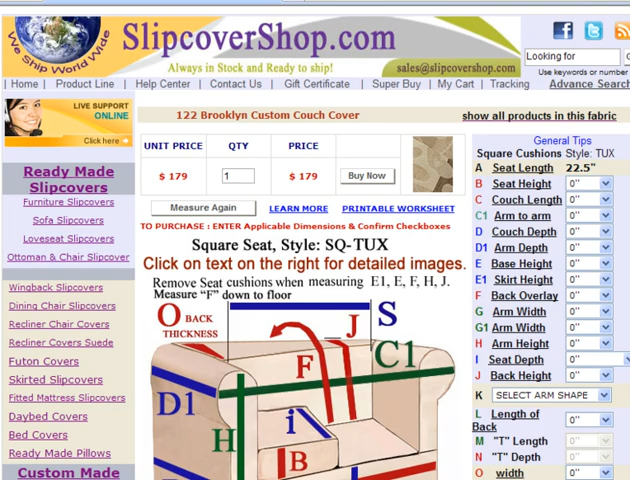 We Ship World Wide
SlipcoverShop.com
Always in Stock and Ready to ship!
sales@slipcovershop.com
Looking for
Use keywords or number
| Home | Product Line | Help Center | Contact Us | Gift Certificate | Super Buy | My Cart | Tracking
Advance Search
LIVE SUPPORT
ONLINE
Click here
122 Brooklyn Custom Couch Cover
show all products in this fabric
UNIT PRICE QTY PRICE
$ 179 1 $ 179 Buy Now
Measure Again LEARN MORE PRINTABLE WORKSHEET
TO PURCHASE : ENTER Applicable Dimensions & Confirm Checkboxes
Ready Made
Slipcovers
Furniture Slipcovers
Sofa Slipcovers
Loveseat Slipcovers
Ottoman & Chair Slipcover
Wingback Slipcovers
Dining Chair Slipcovers
Recliner Chair Covers
Recliner Covers Suede
Futon Covers
Skirted Slipcovers
Fitted Mattress Slipcovers
Daybed Covers
Bed Covers
Ready Made Pillows
Custom Made
Square Seat, Style: SQ-TUX
Click on text on the right for detailed images.
Remove Seat cushions when measuring E1, E, F, H, J.
Measure "F" down to floor
O BACK
THICKNESS
S
J
C1
F
D1
i
H
B
General Tips
Square Cushions Style: TUX
A Seat Length 22.5"
B Seat Height 0"
C Couch Length 0"
C1 Arm to arm 0"
D Couch Depth 0"
D1 Arm Depth 0"
E Base Height 0"
E1 Skirt Height 0"
F Back Overlay 0"
G Arm Width 0"
G1 Arm Width 0"
H Arm Height 0"
I Seat Depth 0"
J Back Height 0"
K SELECT ARM SHAPE
L Length of
Back 0"
M "T" Length 0"
N "T" Depth 0"
O width 0"